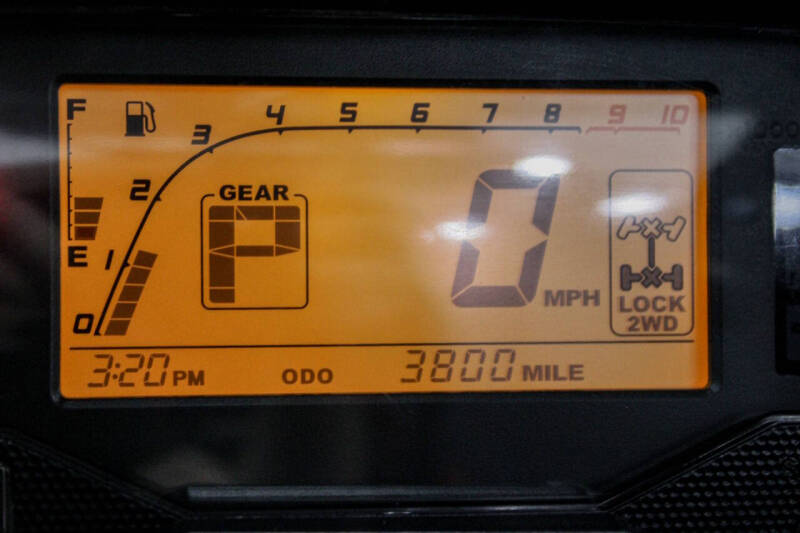 F
E
0 1 2 3 4 5 6 7 8 9 10
GEAR
P
0 MPH
LOCK
2WD
3:20 PM ODO 3800 MILE